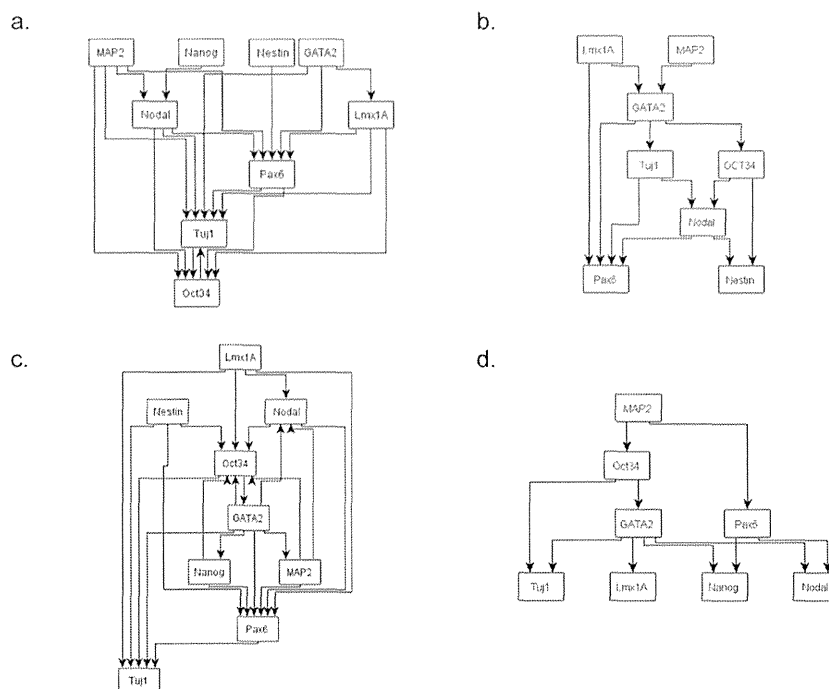 a.
MAP2
Nanog
Nestin
GATA2
Nodal
Lmx1A
Pax6
Tuj1
Oct34
b.
Lmx1A
MAP2
GATA2
Tuj1
OCT34
Nodal
Pax6
Nestin
c.
Lmx1A
Nestin
Nodal
Oct34
GATA2
Nanog
MAP2
Pax6
Tuj1
d.
MAP2
Oct34
GATA2
Pax6
Tuj1
Lmx1A
Nanog
Nodal